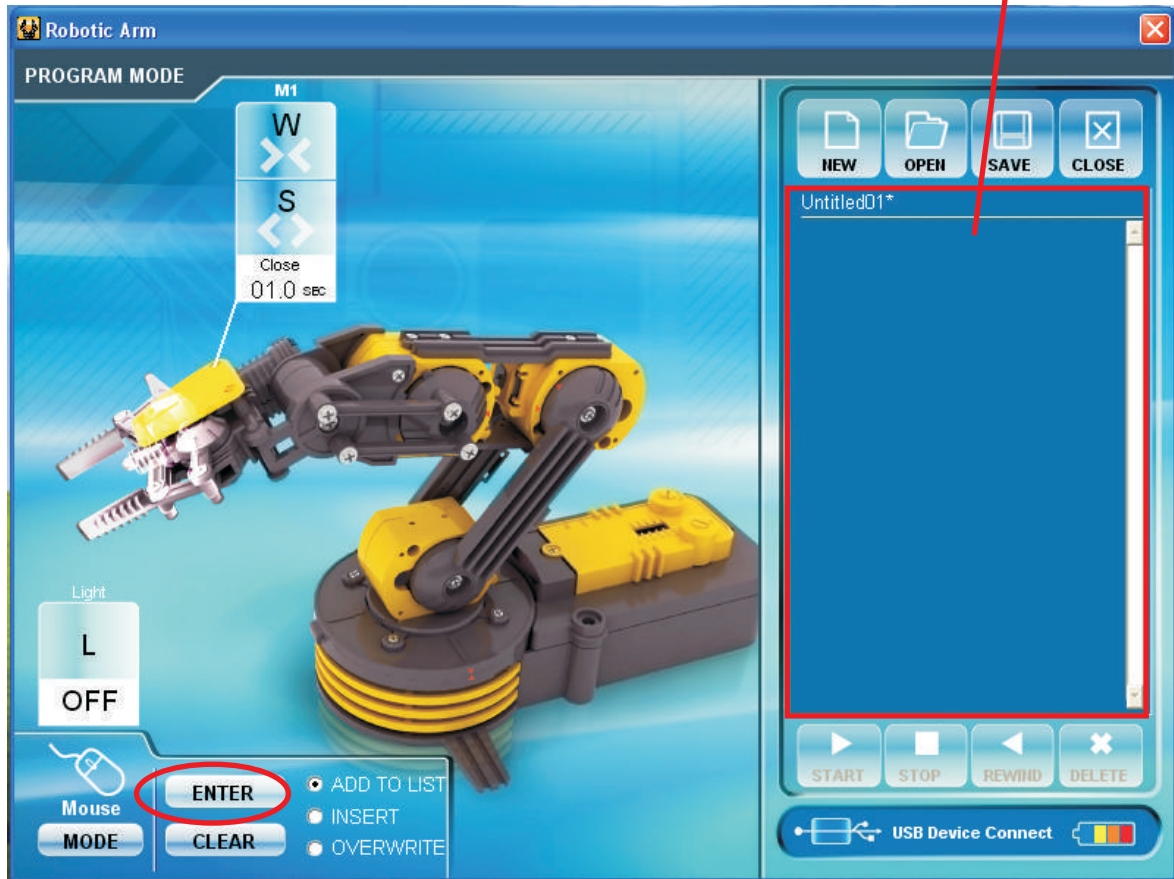 Robotic Arm
PROGRAM MODE
M1
W
S
Close
01.0 SEC
Light
L
OFF
Mouse
MODE
ENTER
CLEAR
ADD TO LIST
INSERT
OVERWRITE
NEW
OPEN
SAVE
CLOSE
Untitled01*
START
STOP
REWIND
DELETE
USB Device Connect